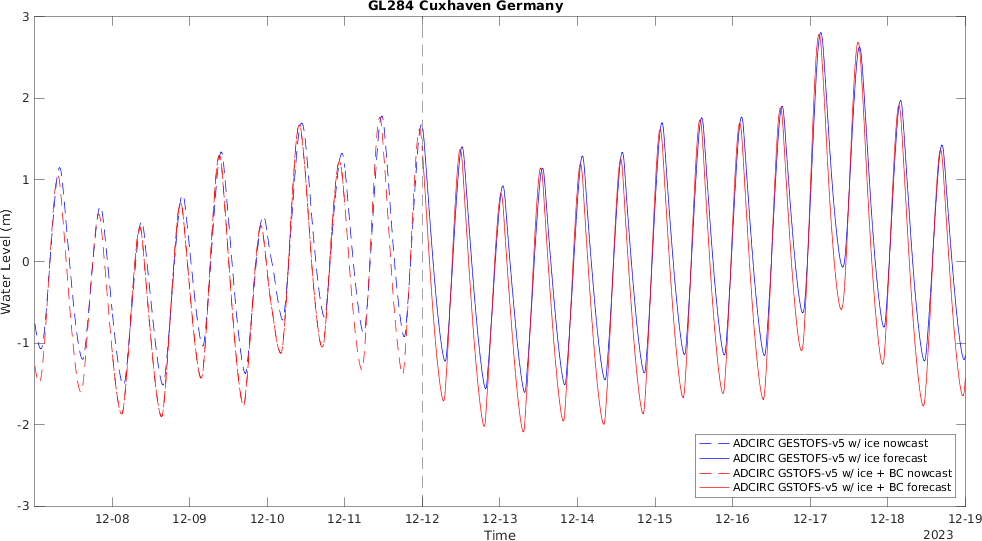 GL284 Cuxhaven Germany
3
2
1
0
-1
-2
-3
Water Level (m)
ADCIRC GESTOFS-v5 w/ ice nowcast
ADCIRC GESTOFS-v5 w/ ice forecast
ADCIRC GSTOFS-v5 w/ ice + BC nowcast
ADCIRC GSTOFS-v5 w/ ice + BC forecast
12-08 12-09 12-10 12-11 12-12 12-13 12-14 12-15 12-16 12-17 12-18 12-19
Time
2023